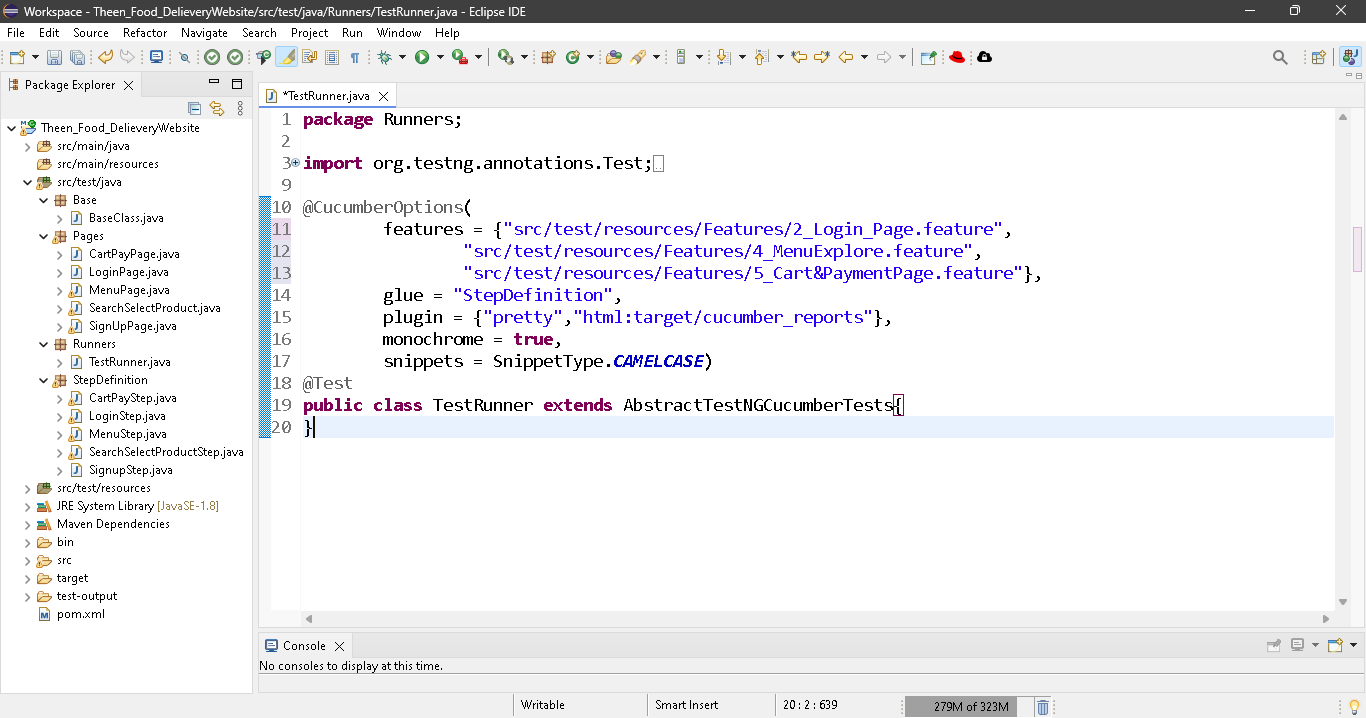 Workspace - Theen_Food_DelieveryWebsite/src/test/java/Runners/TestRunner.java - Eclipse IDE
File Edit Source Refactor Navigate Search Project Run Window Help
Package Explorer
Theen_Food_DelieveryWebsite
src/main/java
src/main/resources
src/test/java
Base
BaseClass.java
Pages
CartPayPage.java
LoginPage.java
MenuPage.java
SearchSelectProduct.java
SignUpPage.java
Runners
TestRunner.java
StepDefinition
CartPayStep.java
LoginStep.java
MenuStep.java
SearchSelectProductStep.java
SignupStep.java
src/test/resources
JRE System Library [JavaSE-1.8]
Maven Dependencies
bin
src
target
test-output
pom.xml
*TestRunner.java
1 package Runners;
2
3 import org.testng.annotations.Test;
9
10 @CucumberOptions(
11 features = {"src/test/resources/Features/2_Login_Page.feature",
12 "src/test/resources/Features/4_MenuExplore.feature",
13 "src/test/resources/Features/5_Cart&PaymentPage.feature"},
14 glue = "StepDefinition",
15 plugin = {"pretty","html:target/cucumber_reports"},
16 monochrome = true,
17 snippets = SnippetType.CAMELCASE)
18 @Test
19 public class TestRunner extends AbstractTestNGCucumberTests{
20 }
Console
No consoles to display at this time.
Writable Smart Insert 20 : 2 : 639 279M of 323M